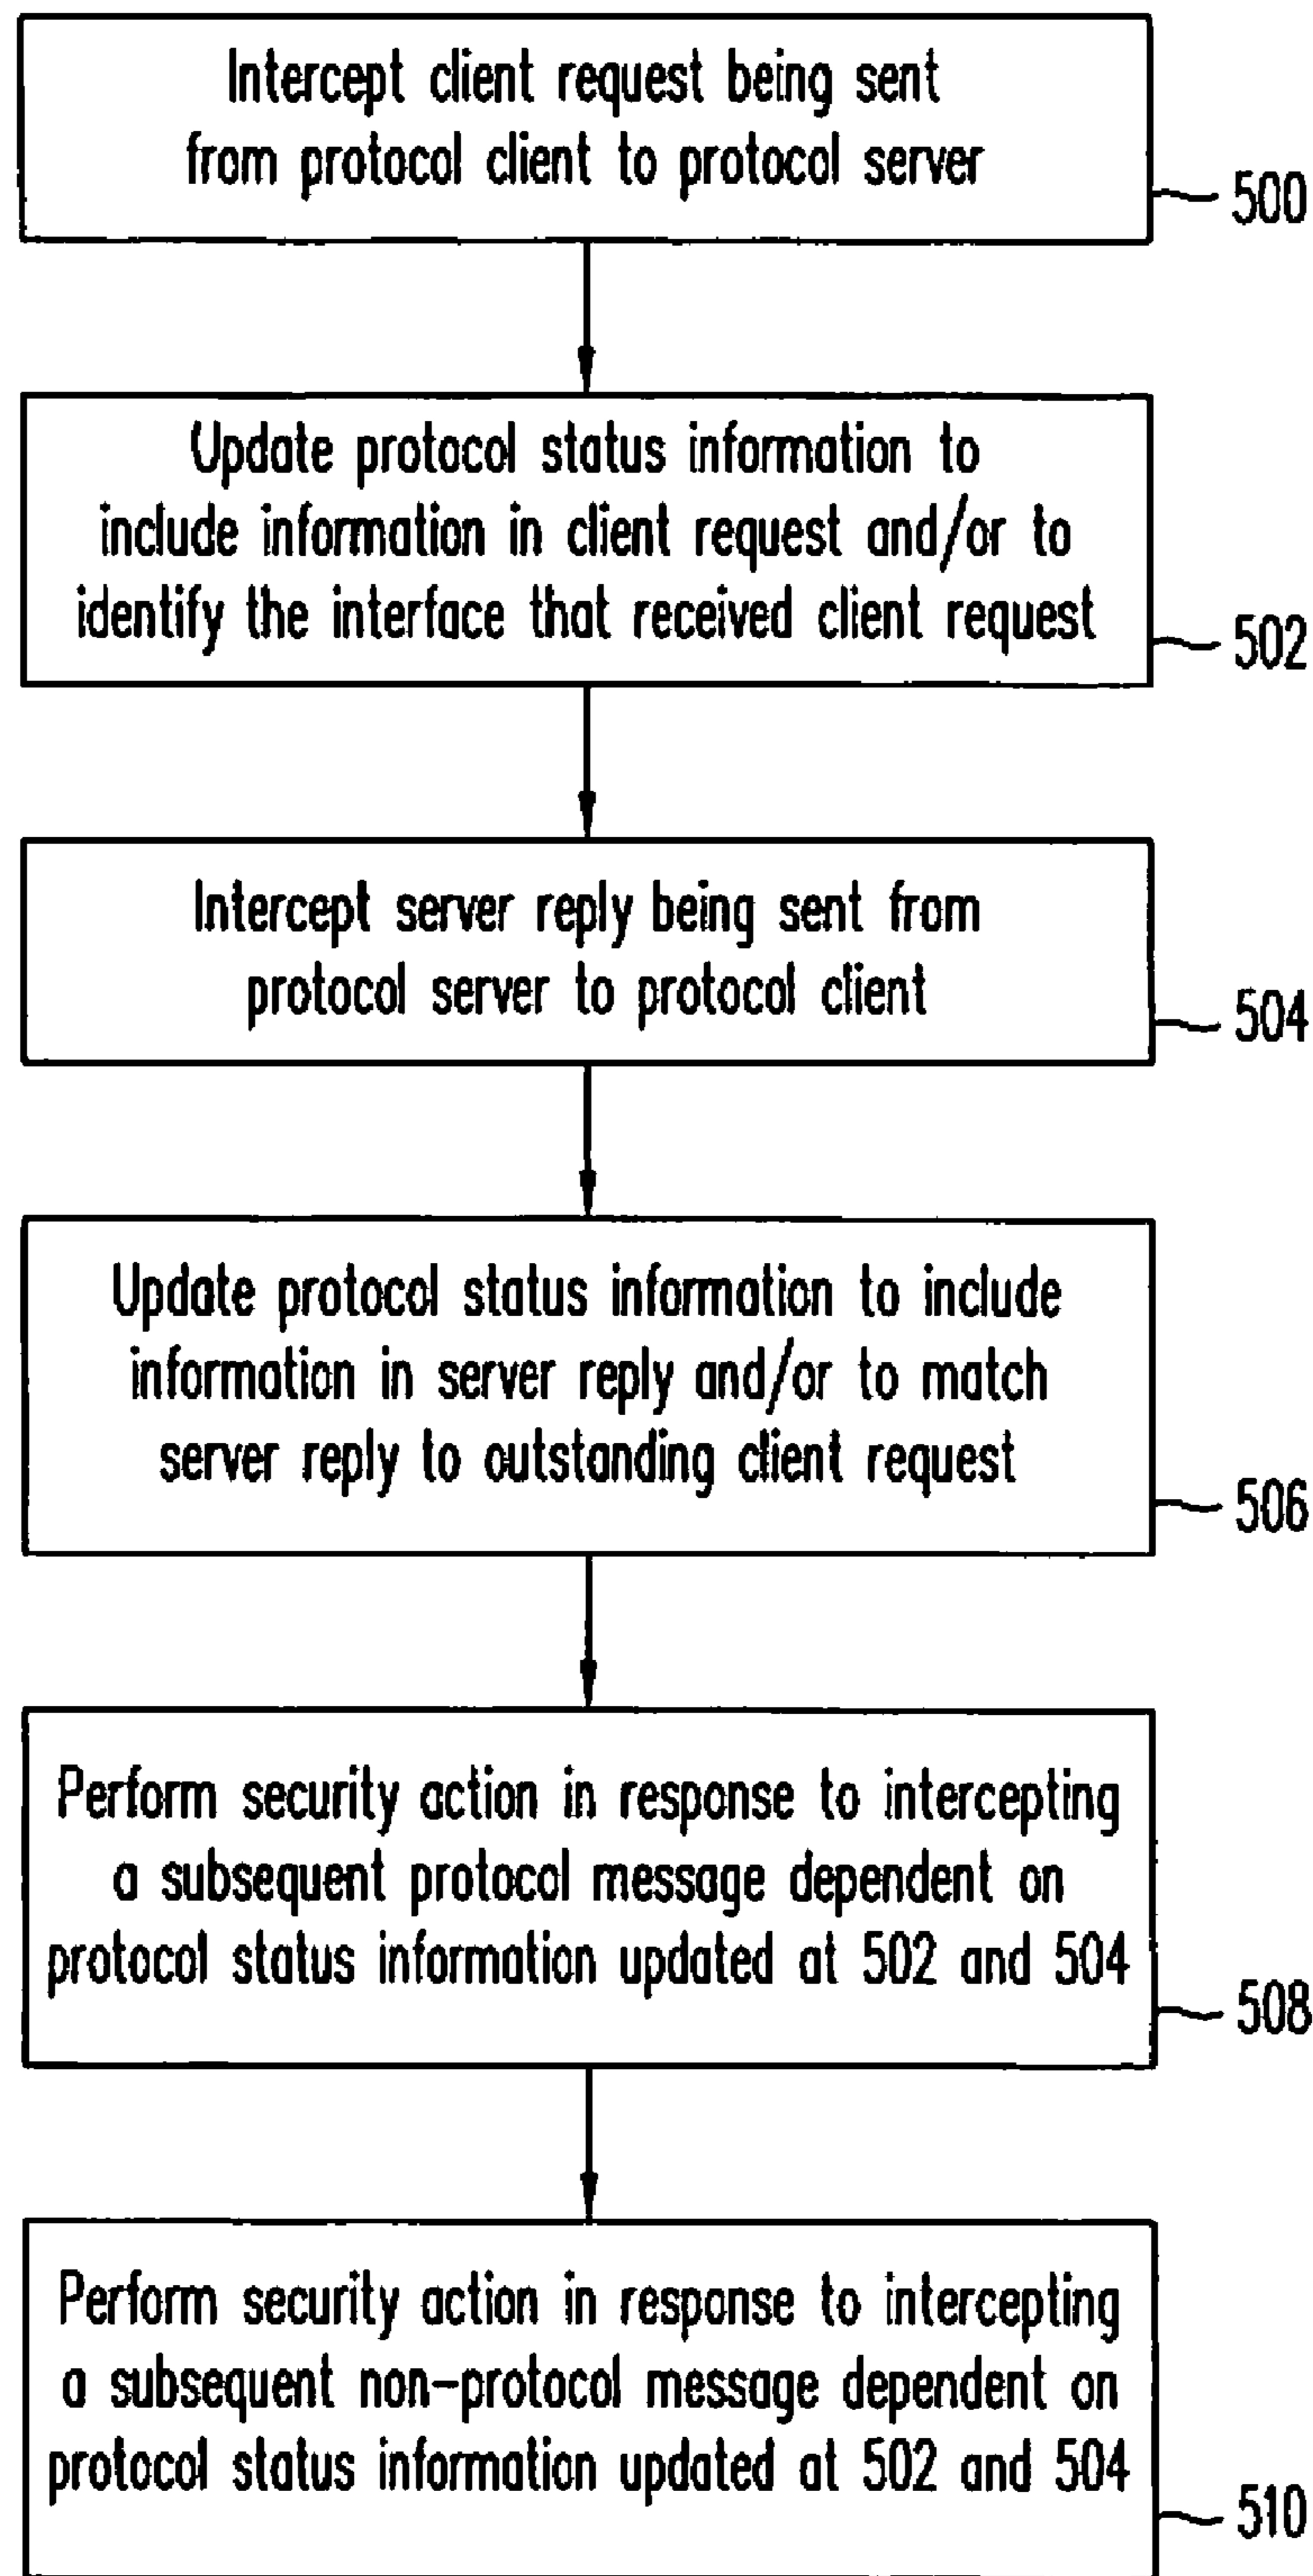 Intercept client request being sent
from protocol client to protocol server
500
Update protocol status information to
include information in client request and/or to
identify the interface that received client request
502
Intercept server reply being sent from
protocol server to protocol client
504
Update protocol status information to include
information in server reply and/or to match
server reply to outstanding client request
506
Perform security action in response to intercepting
a subsequent protocol message dependent on
protocol status information updated at 502 and 504
508
Perform security action in response to intercepting
a subsequent non-protocol message dependent on
protocol status information updated at 502 and 504
510